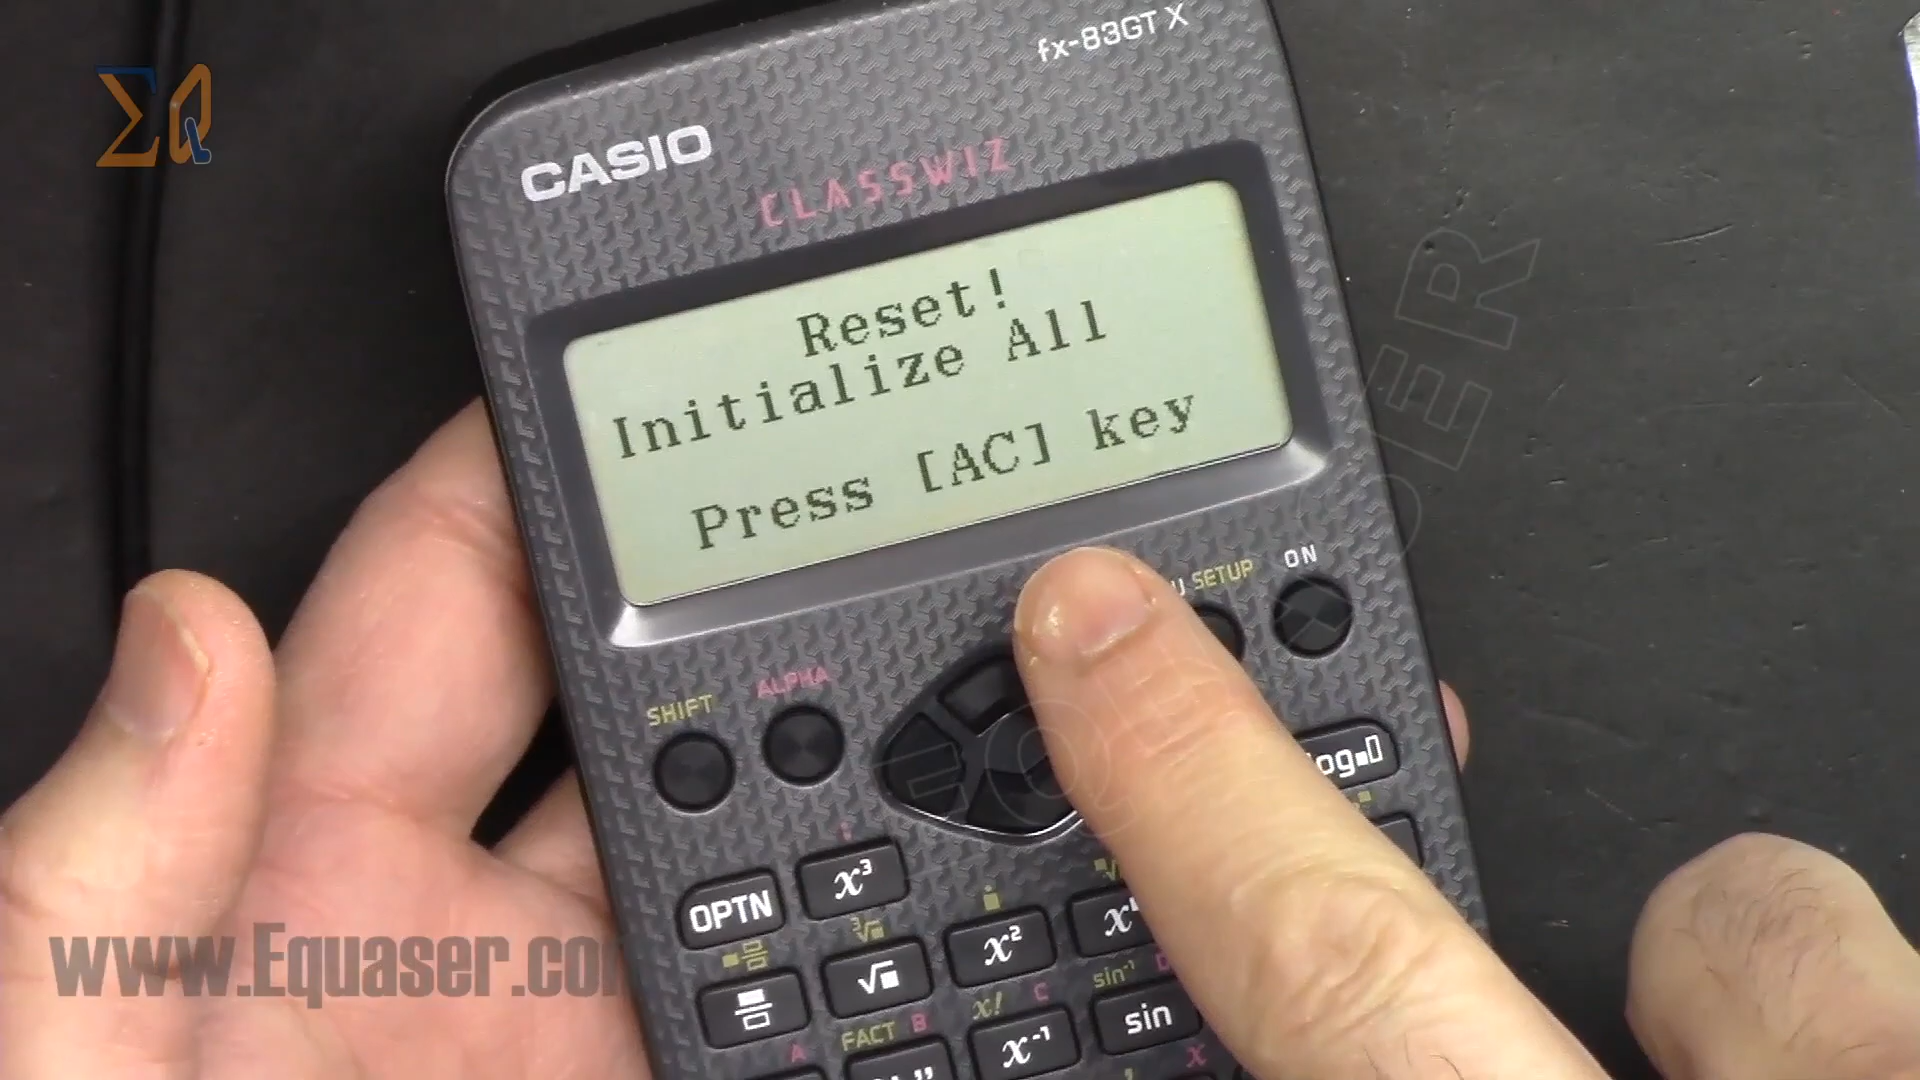 fx-83GT X
CASIO
CLASSWIZ
Reset!
Initialize All
Press [AC] key
SETUP
ON
SHIFT
ALPHA
OPTN
x³
x²
√
sin⁻¹
sin
x!
C
x⁻¹
FACT
B
A
www.Equaser.co